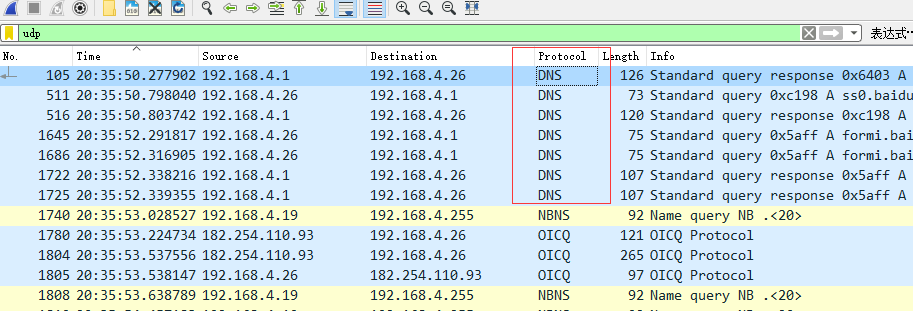 udp
表达式…
No. Time Source Destination Protocol Length Info
105 20:35:50.277902 192.168.4.1 192.168.4.26 DNS 126 Standard query response 0x6403 A
511 20:35:50.798040 192.168.4.26 192.168.4.1 DNS 73 Standard query 0xc198 A ss0.baidu
516 20:35:50.803742 192.168.4.1 192.168.4.26 DNS 120 Standard query response 0xc198 A
1645 20:35:52.291817 192.168.4.26 192.168.4.1 DNS 75 Standard query 0x5aff A formi.bai
1686 20:35:52.316905 192.168.4.26 192.168.4.1 DNS 75 Standard query 0x5aff A formi.bai
1722 20:35:52.338216 192.168.4.1 192.168.4.26 DNS 107 Standard query response 0x5aff A
1725 20:35:52.339355 192.168.4.1 192.168.4.26 DNS 107 Standard query response 0x5aff A
1740 20:35:53.028527 192.168.4.19 192.168.4.255 NBNS 92 Name query NB .<20>
1780 20:35:53.224734 182.254.110.93 192.168.4.26 OICQ 121 OICQ Protocol
1804 20:35:53.537556 182.254.110.93 192.168.4.26 OICQ 265 OICQ Protocol
1805 20:35:53.538147 192.168.4.26 182.254.110.93 OICQ 97 OICQ Protocol
1808 20:35:53.638789 192.168.4.19 192.168.4.255 NBNS 92 Name query NB .<20>